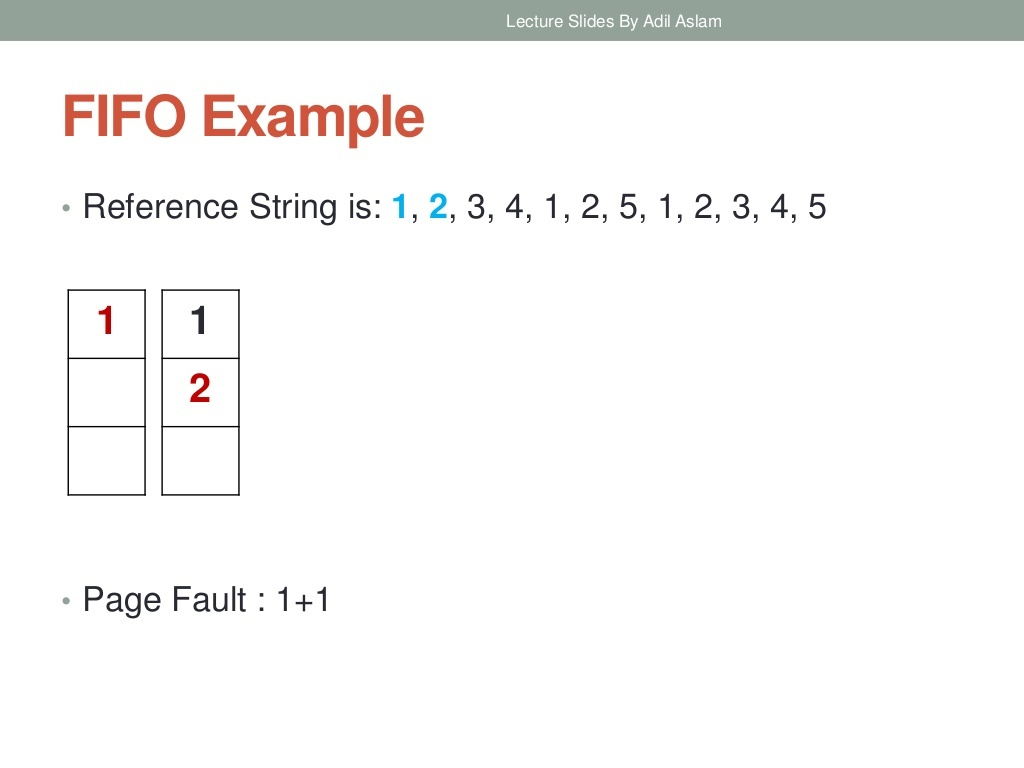 Lecture Slides By Adil Aslam
FIFO Example
• Reference String is: 1, 2, 3, 4, 1, 2, 5, 1, 2, 3, 4, 5
1 1
2
• Page Fault : 1+1